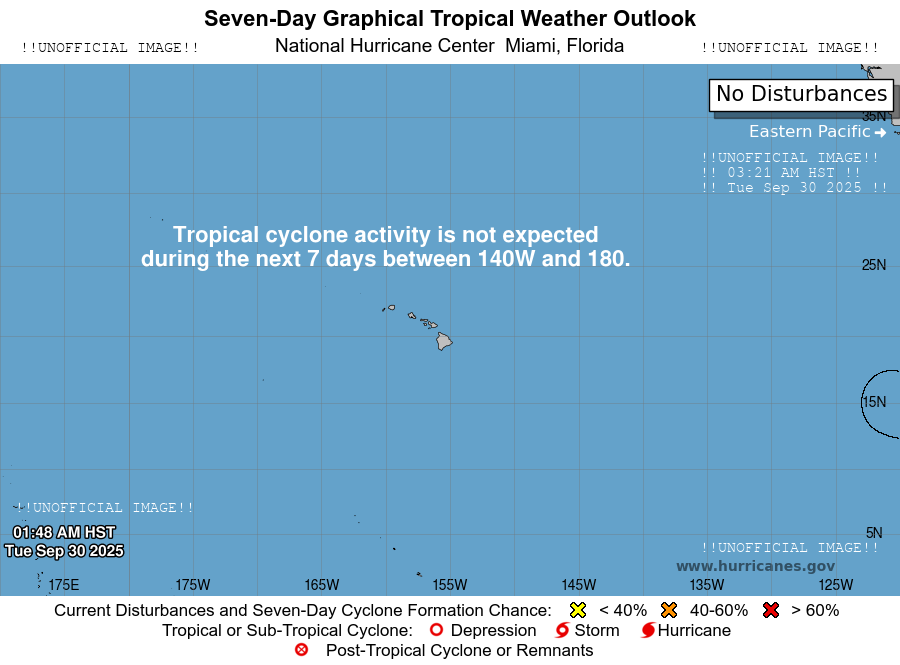 Seven-Day Graphical Tropical Weather Outlook
!!UNOFFICIAL IMAGE!!
National Hurricane Center  Miami, Florida
!!UNOFFICIAL IMAGE!!
No Disturbances
35N
Eastern Pacific
!!UNOFFICIAL IMAGE!!
!! 03:21 AM HST !!
!! Tue Sep 30 2025 !!
Tropical cyclone activity is not expected
during the next 7 days between 140W and 180.
25N
15N
!!UNOFFICIAL IMAGE!!
01:48 AM HST
Tue Sep 30 2025
5N
!!UNOFFICIAL IMAGE!!
www.hurricanes.gov
175E 175W 165W 155W 145W 135W 125W
Current Disturbances and Seven-Day Cyclone Formation Chance: < 40% 40-60% > 60%
Tropical or Sub-Tropical Cyclone: Depression Storm Hurricane
Post-Tropical Cyclone or Remnants